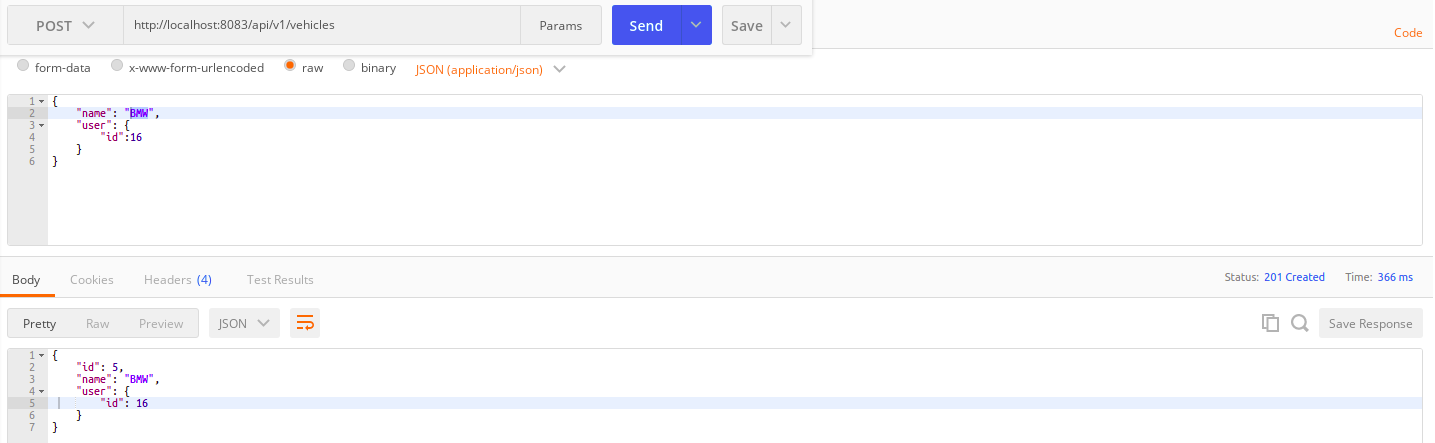 POST http://localhost:8083/api/v1/vehicles Params Send Save
Code
form-data x-www-form-urlencoded raw binary JSON (application/json)
1 {
2 "name": "BMW",
3 "user": {
4 "id":16
5 }
6 }
Body Cookies Headers (4) Test Results Status: 201 Created Time: 366 ms
Pretty Raw Preview JSON Save Response
1 {
2 "id": 5,
3 "name": "BMW",
4 "user": {
5 "id": 16
6 }
7 }